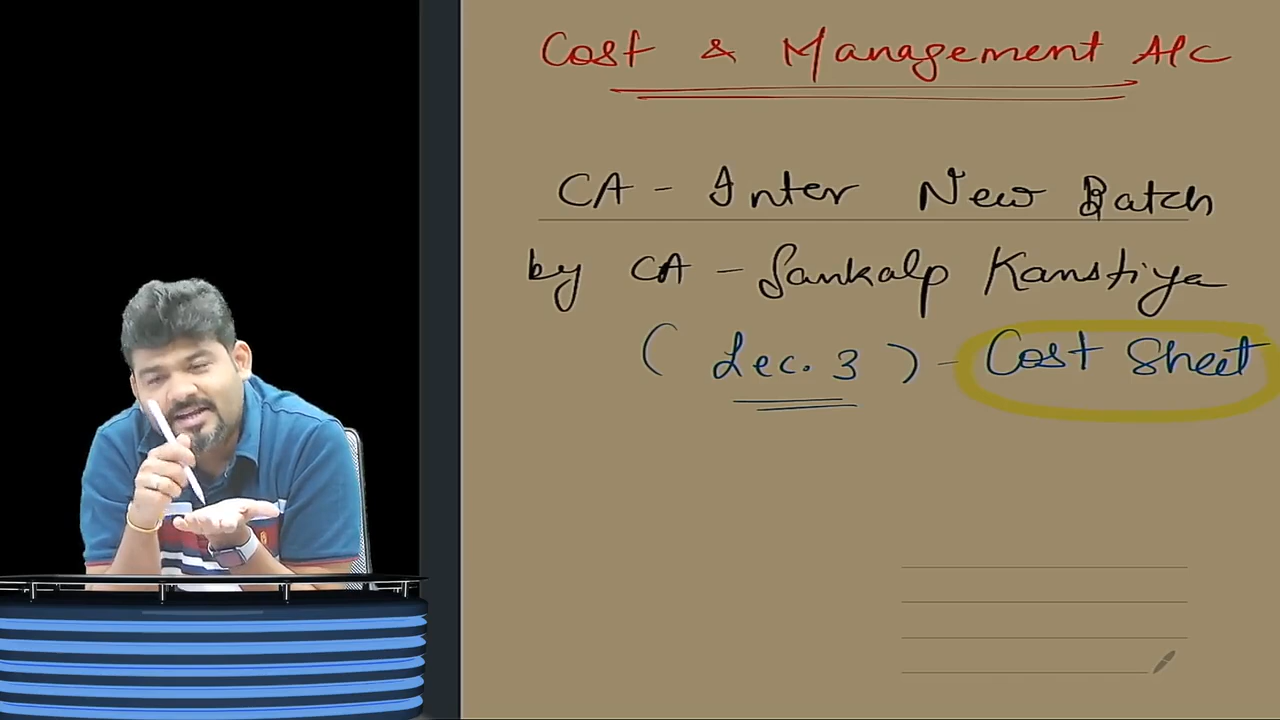 Cost & Management A/c
CA - Inter New Batch
by CA - Sankalp Kanstiya
( Lec. 3 ) - Cost Sheet